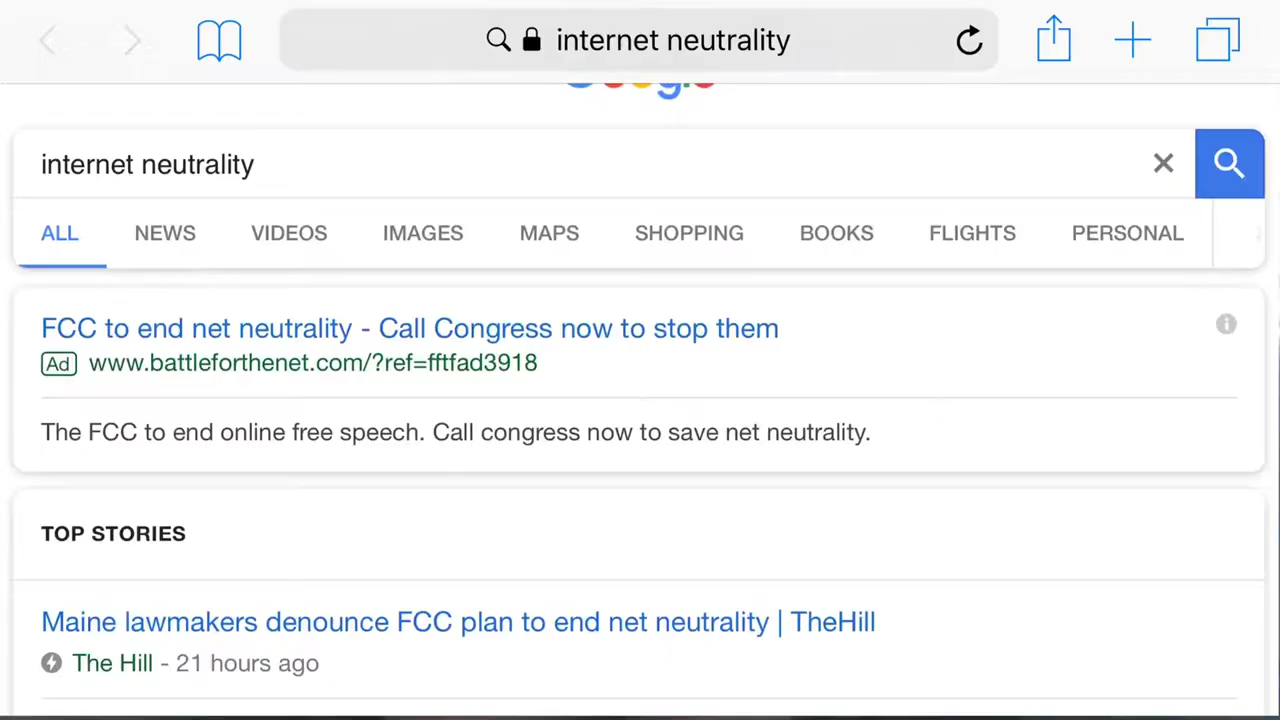 internet neutrality
internet neutrality
ALL NEWS VIDEOS IMAGES MAPS SHOPPING BOOKS FLIGHTS PERSONAL
FCC to end net neutrality - Call Congress now to stop them
Ad www.battleforthenet.com/?ref=fftfad3918
The FCC to end online free speech. Call congress now to save net neutrality.
TOP STORIES
Maine lawmakers denounce FCC plan to end net neutrality | TheHill
The Hill - 21 hours ago